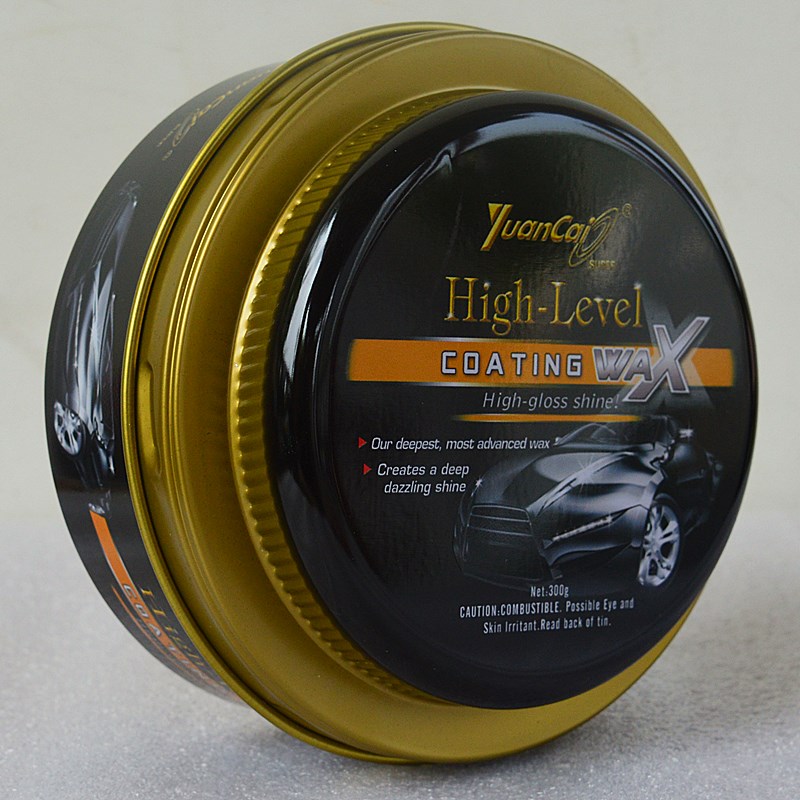 YuanCai
High-Level
COATING WAX
High-gloss shine!
Our deepest, most advanced wax
Creates a deep
dazzling shine
Net:300g
CAUTION:COMBUSTIBLE. Possible Eye and
Skin Irritant.Read back of tin.